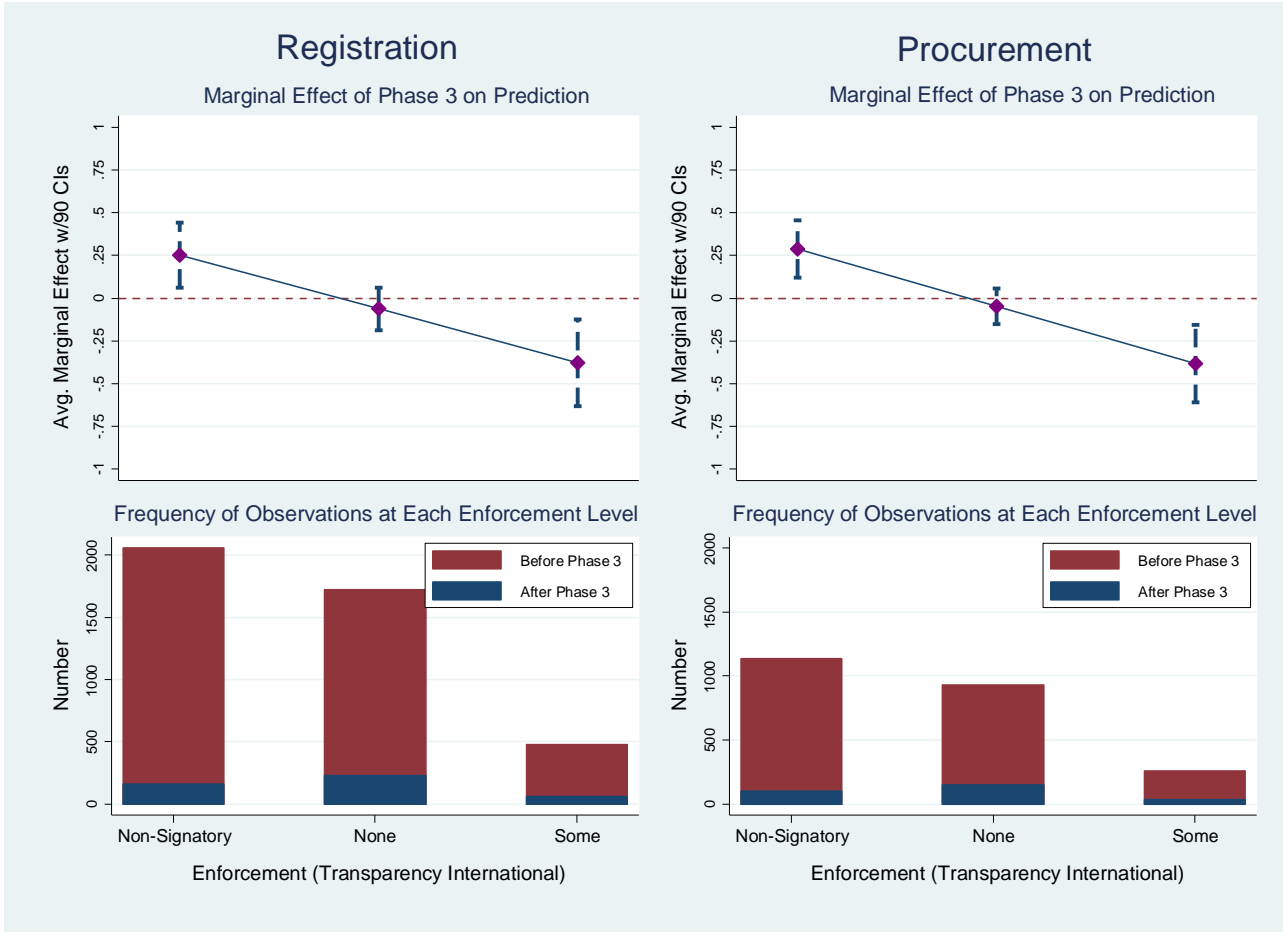 Registration
Marginal Effect of Phase 3 on Prediction
Avg. Marginal Effect w/90 CIs
1
.75
.5
.25
0
-.25
-.5
-.75
-1
Frequency of Observations at Each Enforcement Level
Before Phase 3
After Phase 3
Number
2000
1500
1000
500
0
Non-Signatory None Some
Enforcement (Transparency International)
Procurement
Marginal Effect of Phase 3 on Prediction
Avg. Marginal Effect w/90 CIs
1
.75
.5
.25
0
-.25
-.5
-.75
-1
Frequency of Observations at Each Enforcement Level
Before Phase 3
After Phase 3
Number
2000
1500
1000
500
0
Non-Signatory None Some
Enforcement (Transparency International)